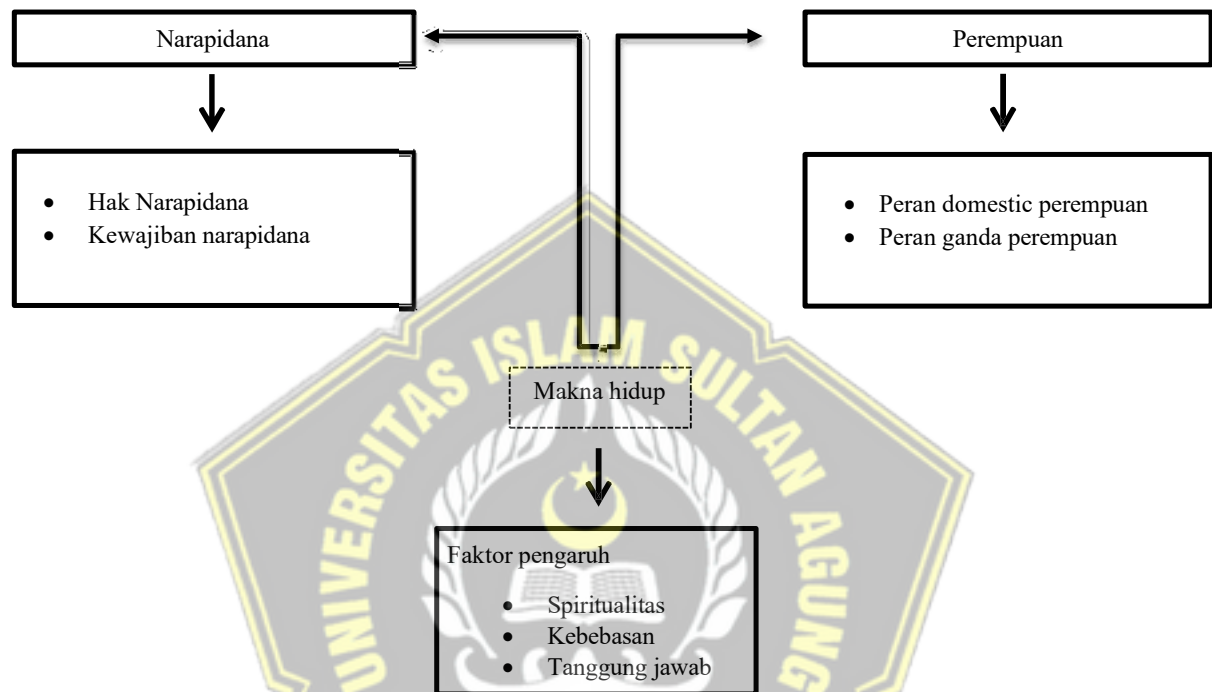 Narapidana
Perempuan
• Hak Narapidana
• Kewajiban narapidana
• Peran domestic perempuan
• Peran ganda perempuan
UNIVERSITAS ISLAM SULTAN AGUNG
Makna hidup
Faktor pengaruh
• Spiritualitas
• Kebebasan
• Tanggung jawab